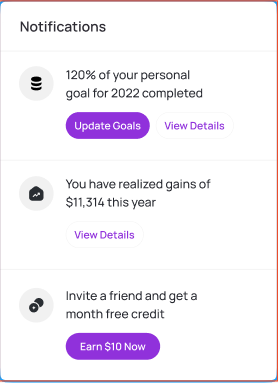 Notifications
120% of your personal
goal for 2022 completed
Update Goals View Details
You have realized gains of
$11,314 this year
View Details
Invite a friend and get a
month free credit
Earn $10 Now